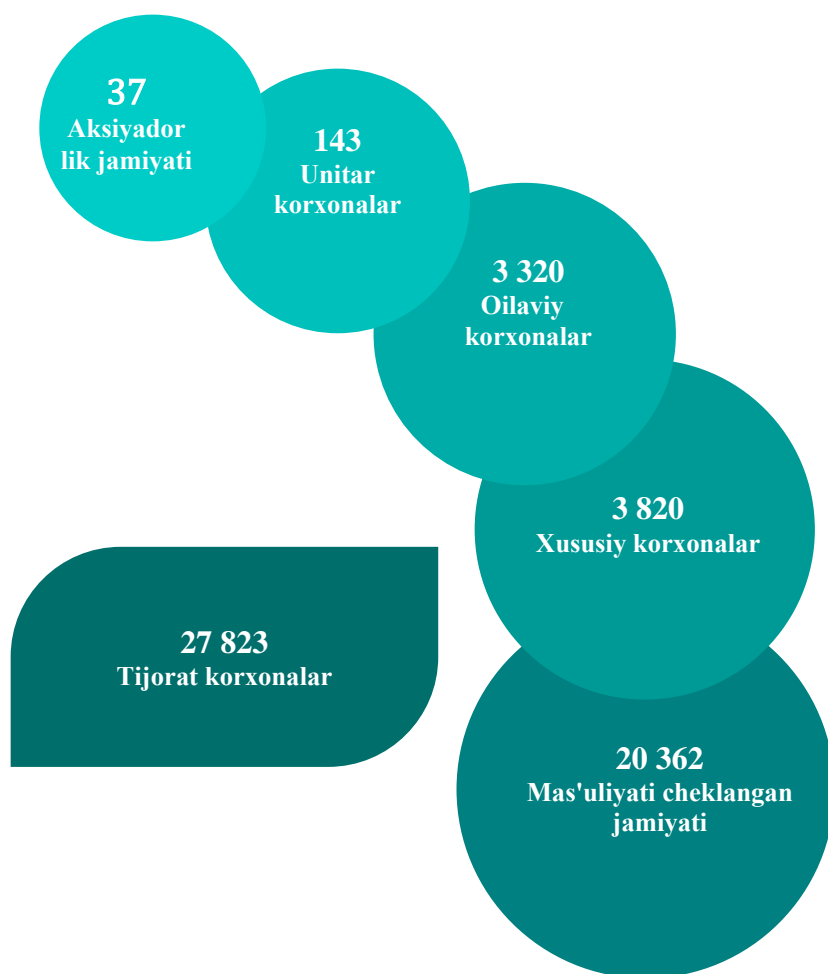 37
Aksiyador
lik jamiyati
143
Unitar
korxonalar
3 320
Oilaviy
korxonalar
3 820
Xususiy korxonalar
27 823
Tijorat korxonalar
20 362
Mas'uliyati cheklangan
jamiyati